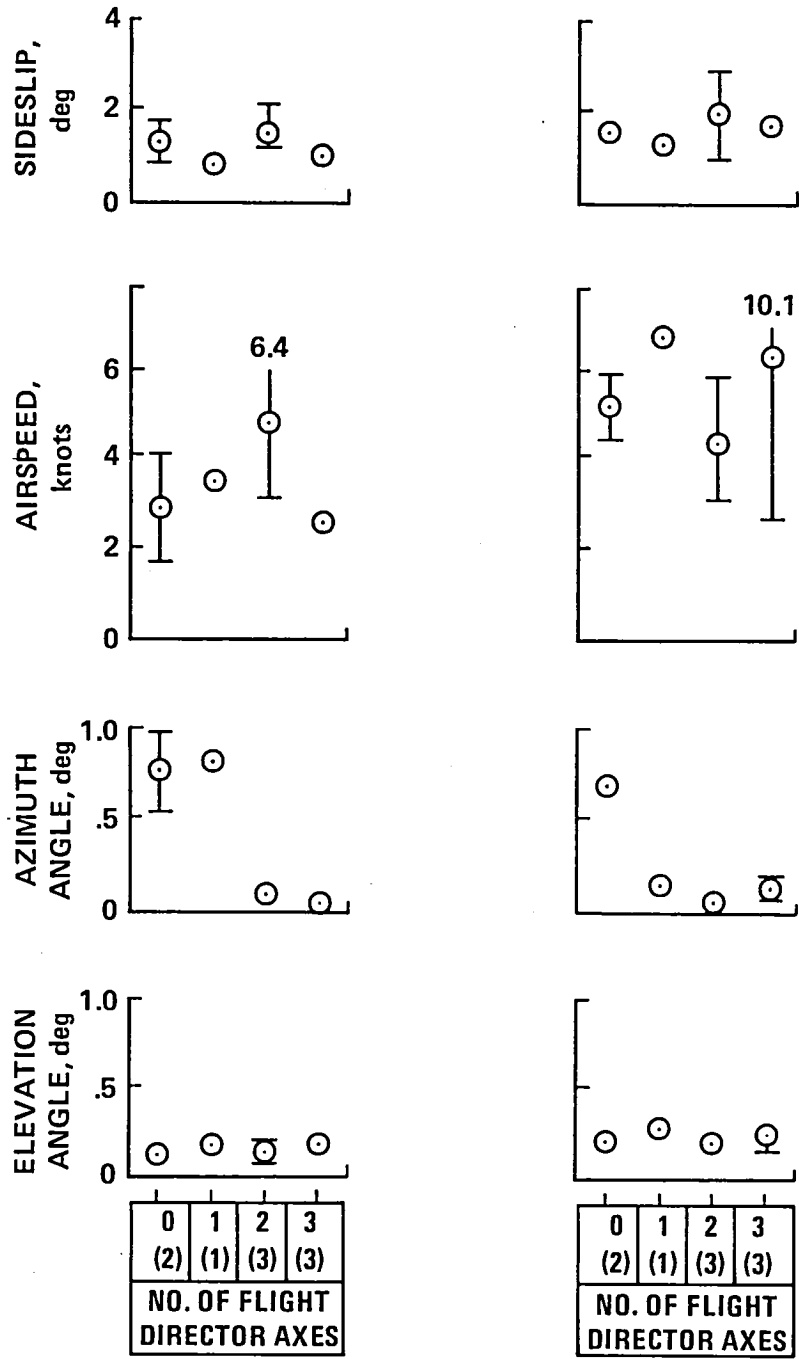 SIDESLIP,
deg
4
2
0
AIRSPEED,
knots
6
4
2
0
6.4
10.1
AZIMUTH
ANGLE, deg
1.0
.5
0
ELEVATION
ANGLE, deg
1.0
.5
0
0 1 2 3
(2) (1) (3) (3)
NO. OF FLIGHT
DIRECTOR AXES
0 1 2 3
(2) (1) (3) (3)
NO. OF FLIGHT
DIRECTOR AXES